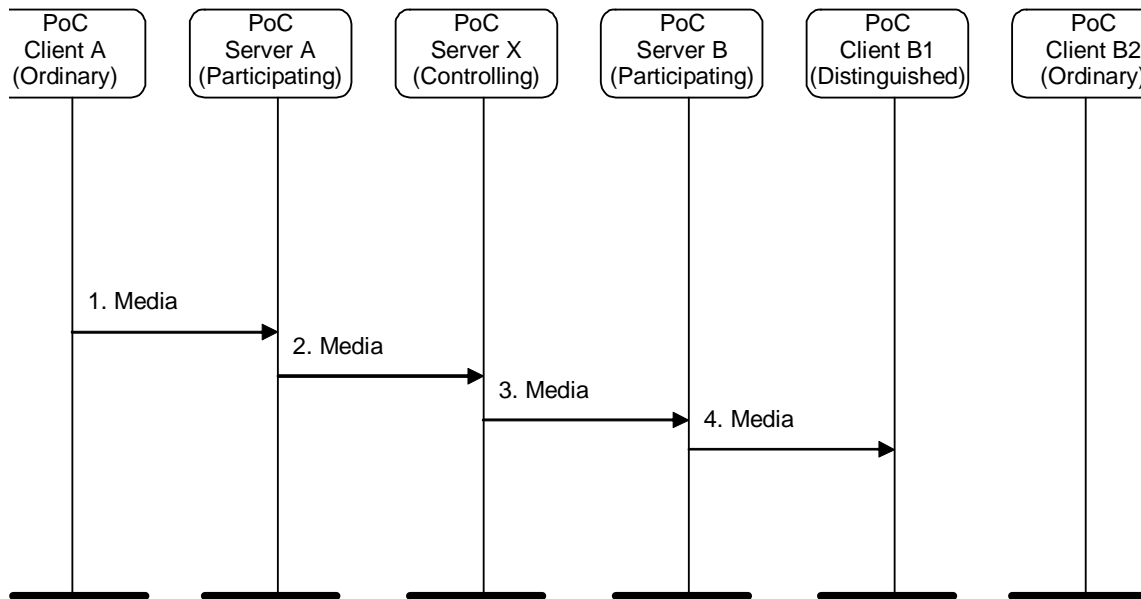 PoC
Client A
(Ordinary)
PoC
Server A
(Participating)
PoC
Server X
(Controlling)
PoC
Server B
(Participating)
PoC
Client B1
(Distinguished)
PoC
Client B2
(Ordinary)
1. Media
2. Media
3. Media
4. Media